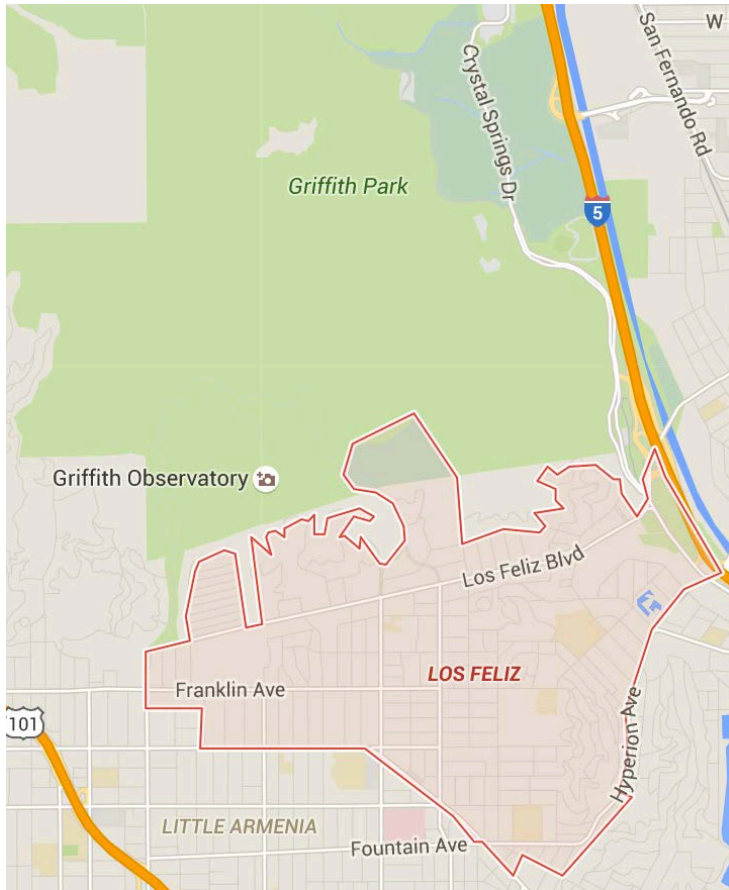 W
San Fernando Rd
Crystal Springs Dr
Griffith Park
5
Griffith Observatory
Los Feliz Blvd
LOS FELIZ
Franklin Ave
101
Hyperion Ave
LITTLE ARMENIA
Fountain Ave